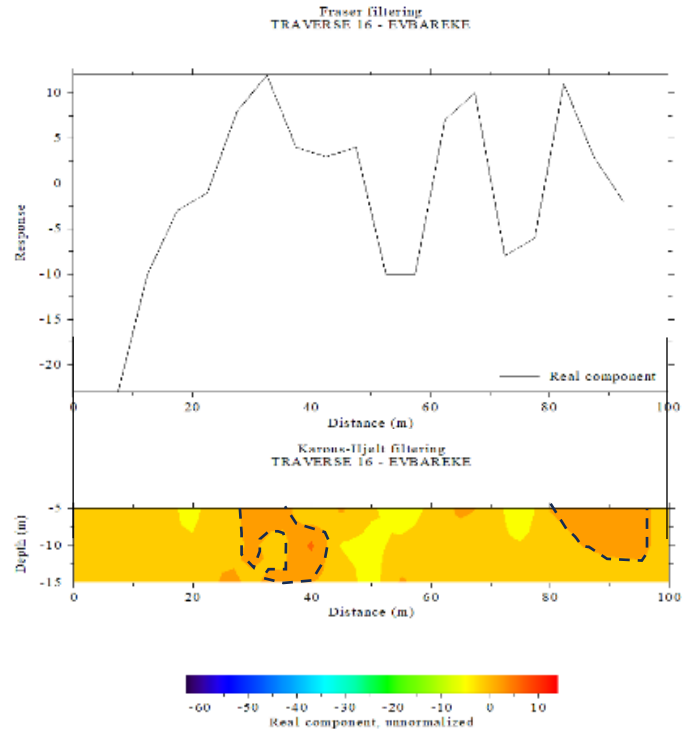 Fraser filtering
TRAVERSE 16 - EVBAREKE
10
5
0
-5
-10
-15
-20
Response
Real component
0 20 40 60 80 100
Distance (m)
Karous-Hjelt filtering
TRAVERSE 16 - EVBAREKE
-5
-10
-15
Depth (m)
0 20 40 60 80 100
Distance (m)
-60 -50 -40 -30 -20 -10 0 10
Real component, unnormalized